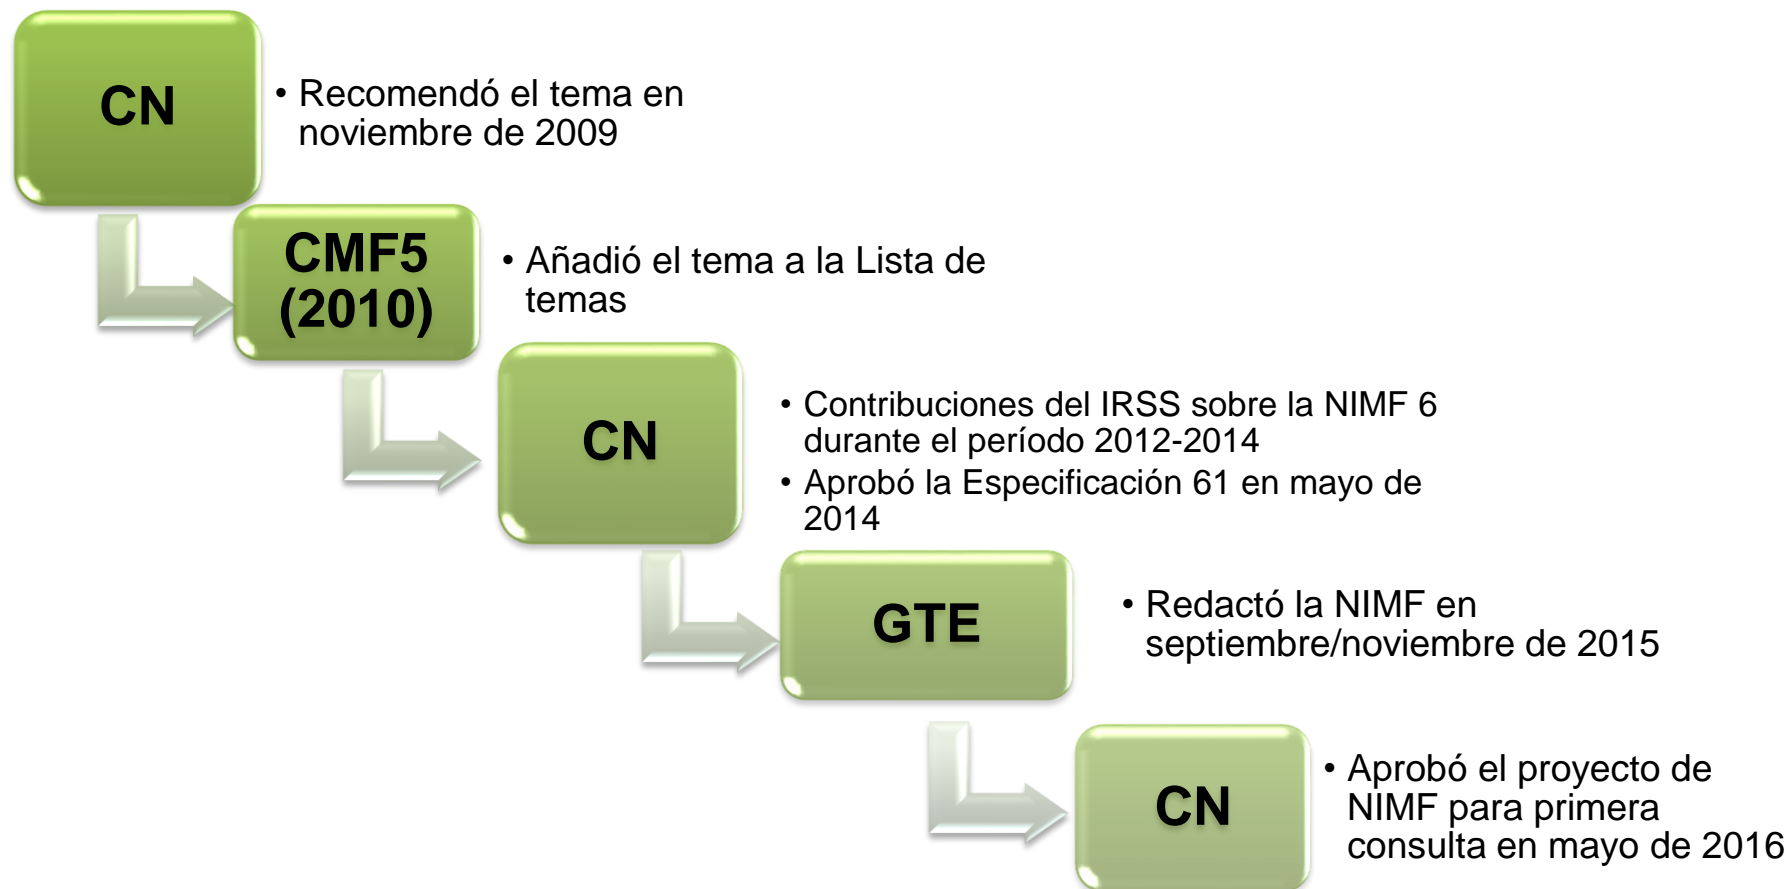 CN
• Recomendó el tema en
noviembre de 2009
CMF5
(2010)
• Añadió el tema a la Lista de
temas
CN
• Contribuciones del IRSS sobre la NIMF 6
durante el período 2012-2014
• Aprobó la Especificación 61 en mayo de
2014
GTE
• Redactó la NIMF en
septiembre/noviembre de 2015
CN
• Aprobó el proyecto de
NIMF para primera
consulta en mayo de 2016